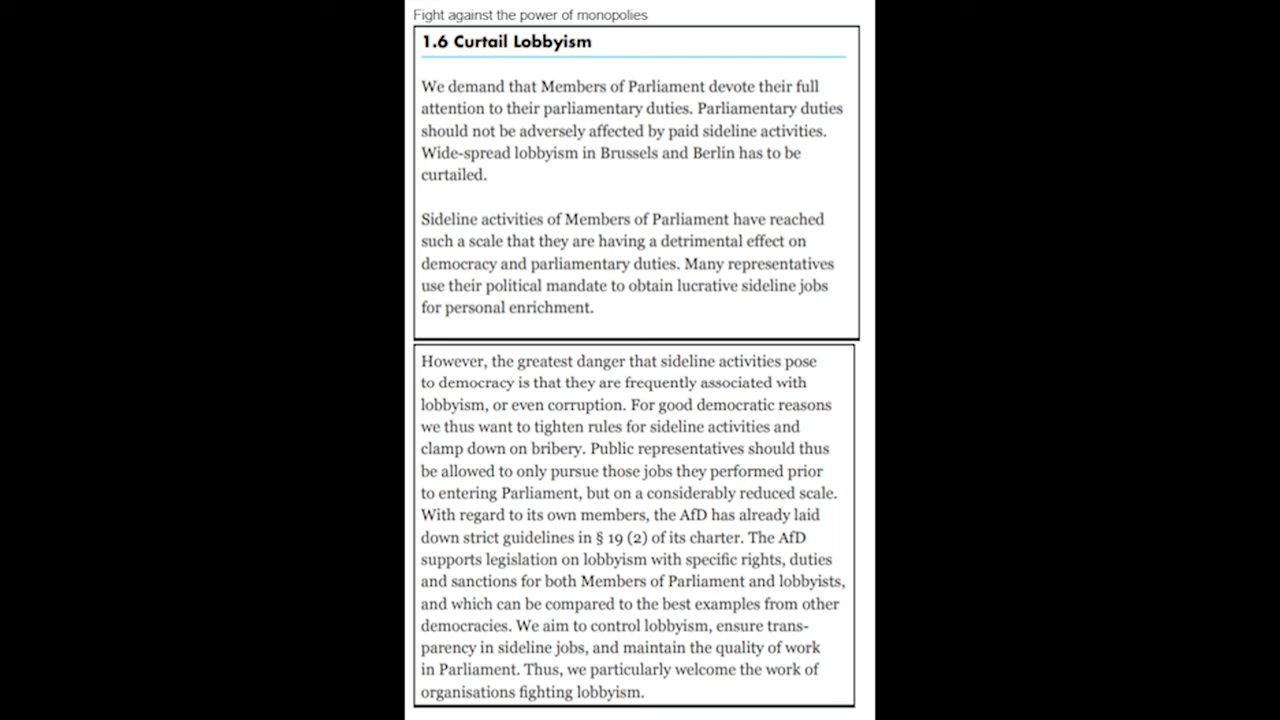 Fight against the power of monopolies
1.6 Curtail Lobbyism
We demand that Members of Parliament devote their full
attention to their parliamentary duties. Parliamentary duties
should not be adversely affected by paid sideline activities.
Wide-spread lobbyism in Brussels and Berlin has to be
curtailed.
Sideline activities of Members of Parliament have reached
such a scale that they are having a detrimental effect on
democracy and parliamentary duties. Many representatives
use their political mandate to obtain lucrative sideline jobs
for personal enrichment.
However, the greatest danger that sideline activities pose
to democracy is that they are frequently associated with
lobbyism, or even corruption. For good democratic reasons
we thus want to tighten rules for sideline activities and
clamp down on bribery. Public representatives should thus
be allowed to only pursue those jobs they performed prior
to entering Parliament, but on a considerably reduced scale.
With regard to its own members, the AfD has already laid
down strict guidelines in § 19 (2) of its charter. The AfD
supports legislation on lobbyism with specific rights, duties
and sanctions for both Members of Parliament and lobbyists,
and which can be compared to the best examples from other
democracies. We aim to control lobbyism, ensure trans-
parency in sideline jobs, and maintain the quality of work
in Parliament. Thus, we particularly welcome the work of
organisations fighting lobbyism.